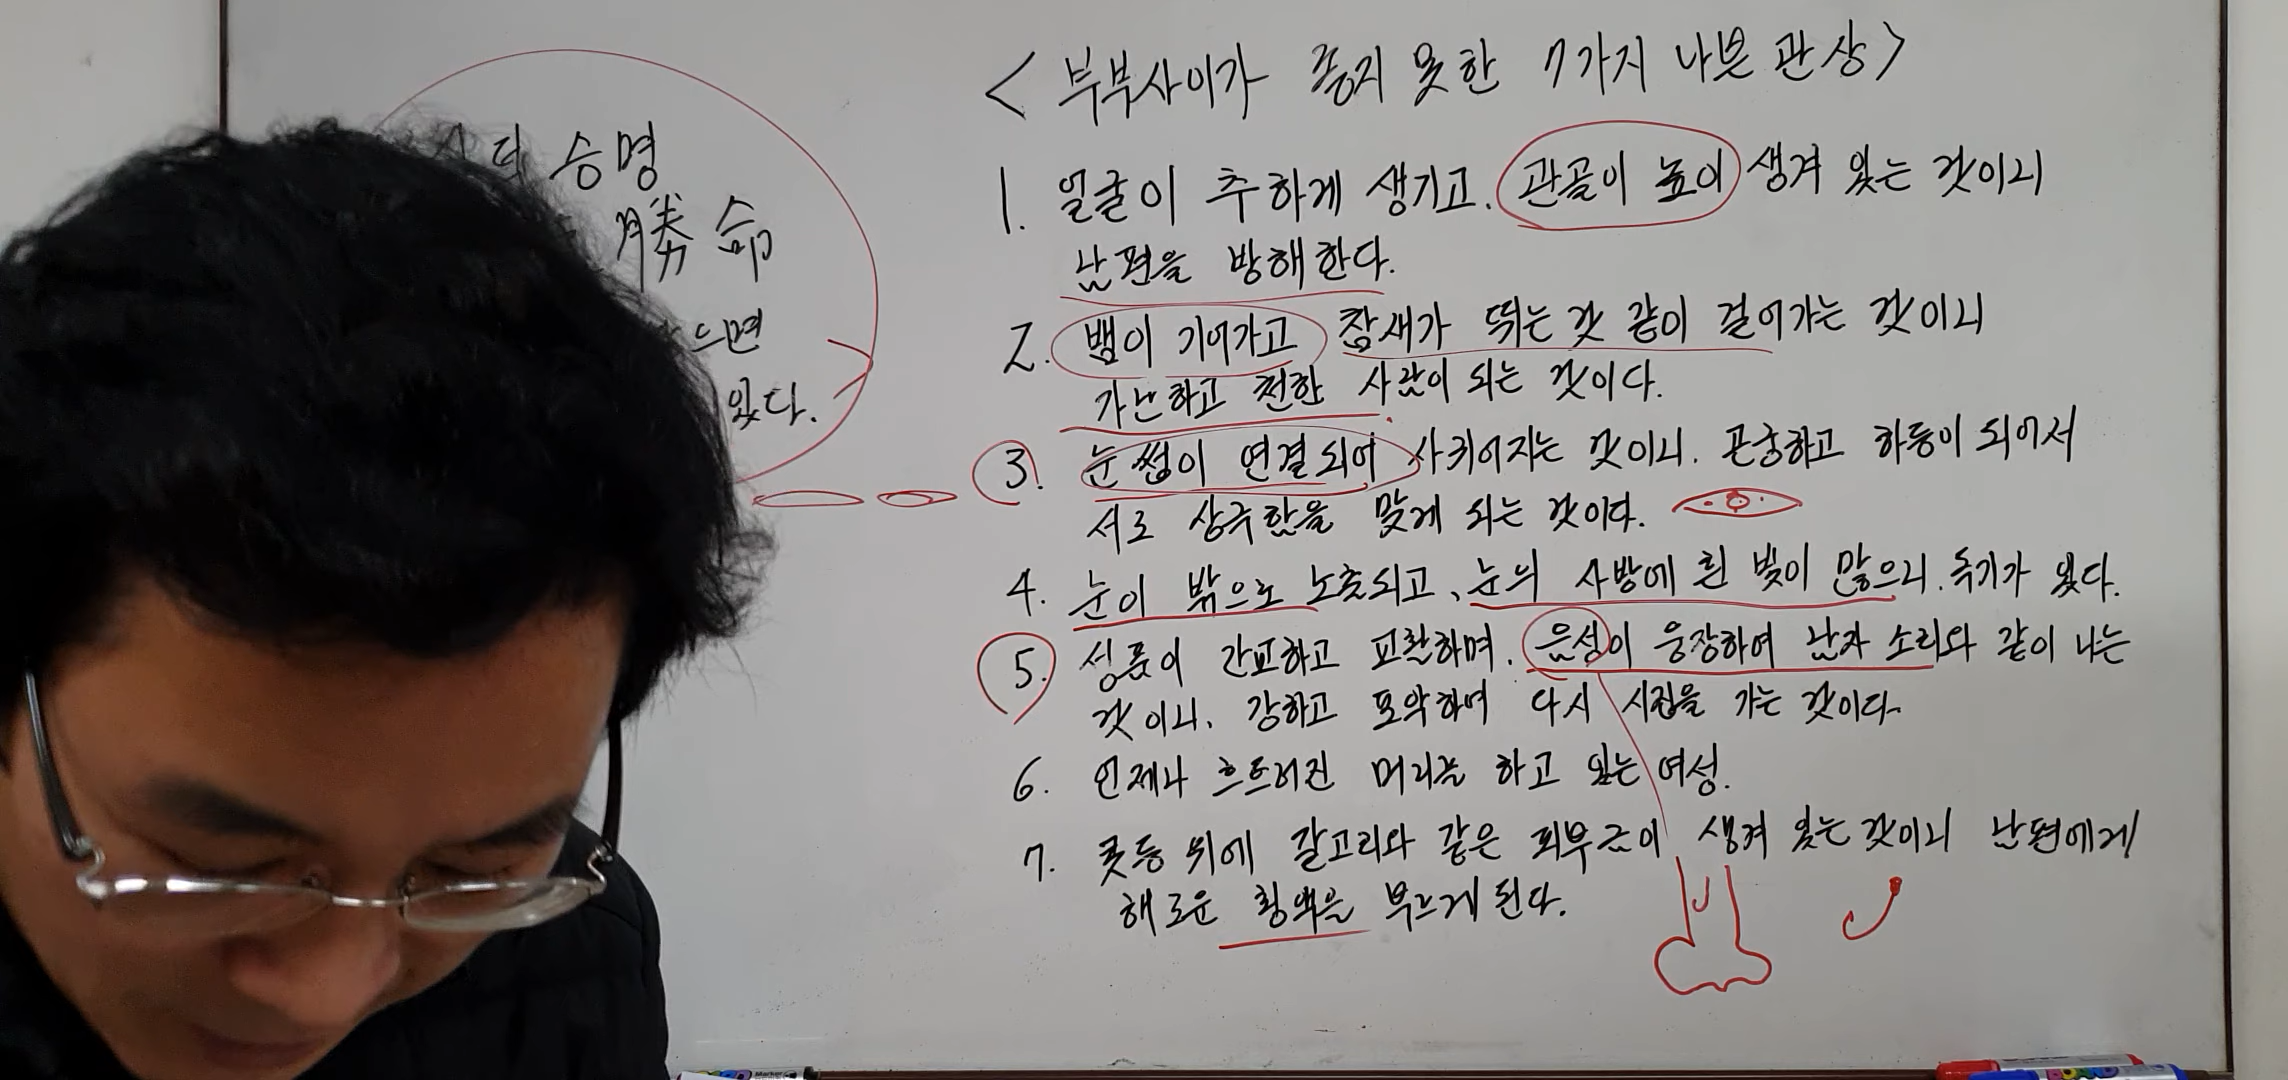 승명
勝命
으면
있다.
<부부사이가 좋지 못한 7가지 나쁜 관상>
1. 얼굴이 추하게 생기고. 관골이 높이 생겨 있는 것이니
남편을 방해한다.
2. 뱀이 기어가고 참새가 뛰는 것 같이 걸어가는 것이니
가난하고 천한 사람이 되는 것이다.
3. 눈썹이 연결되어 사귀어지는 것이니. 곤궁하고 하등이 되어서
서로 상극함을 맞게 되는 것이다.
4. 눈이 밖으로 노출되고, 눈의 사방에 흰 빛이 많으니. 독기가 있다.
5. 성품이 간교하고 교활하며. 음성이 웅장하여 남자 소리와 같이 나는
것이니. 강하고 포악하여 다시 시집을 가는 것이다.
6. 언제나 흐트러진 머리를 하고 있는 여성.
7. 콧등 위에 갈고리와 같은 피부금이 생겨 있는 것이니 남편에게
해로운 횡액을 부르게 된다.
Marker